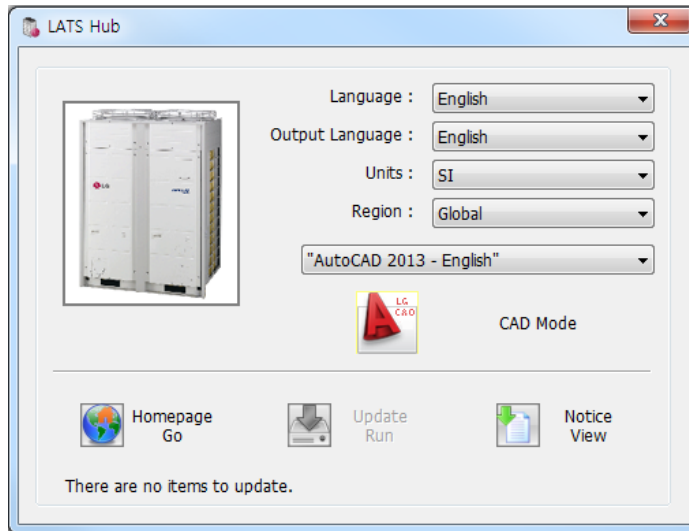 LATS Hub
Language :
English
Output Language :
English
Units :
SI
Region :
Global
"AutoCAD 2013 - English"
LG
CAD
CAD Mode
LG
Homepage
Go
Update
Run
Notice
View
There are no items to update.